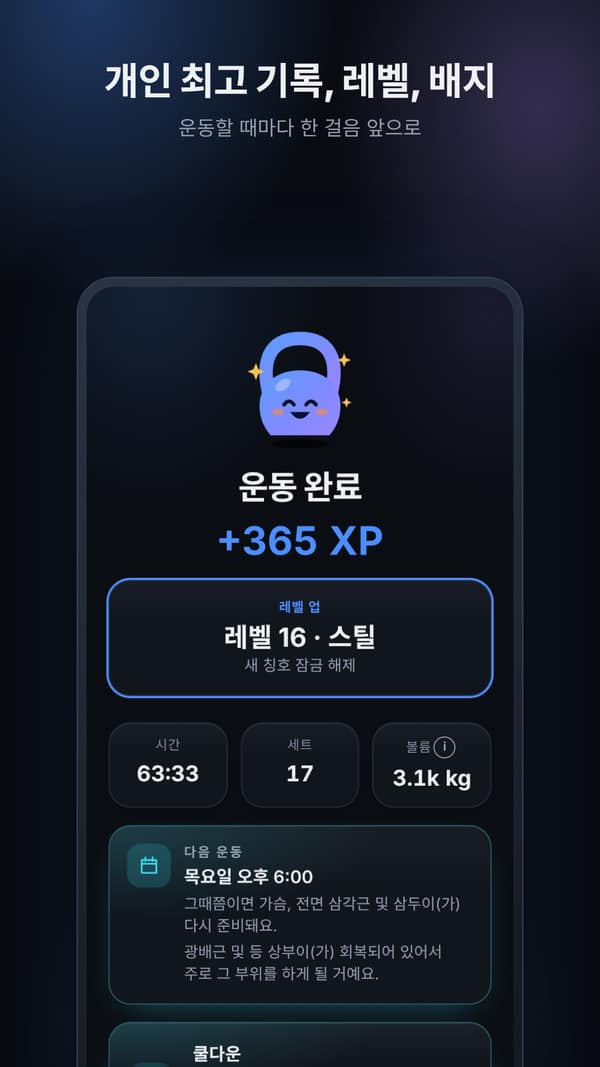 개인 최고 기록, 레벨, 배지
운동할 때마다 한 걸음 앞으로
운동 완료
+365 XP
레벨 업
레벨 16 · 스틸
새 칭호 잠금 해제
시간
63:33
세트
17
볼륨 i
3.1k kg
다음 운동
목요일 오후 6:00
그때쯤이면 가슴, 전면 삼각근 및 삼두이(가)
다시 준비돼요.
광배근 및 등 상부이(가) 회복되어 있어서
주로 그 부위를 하게 될 거예요.
쿨다운